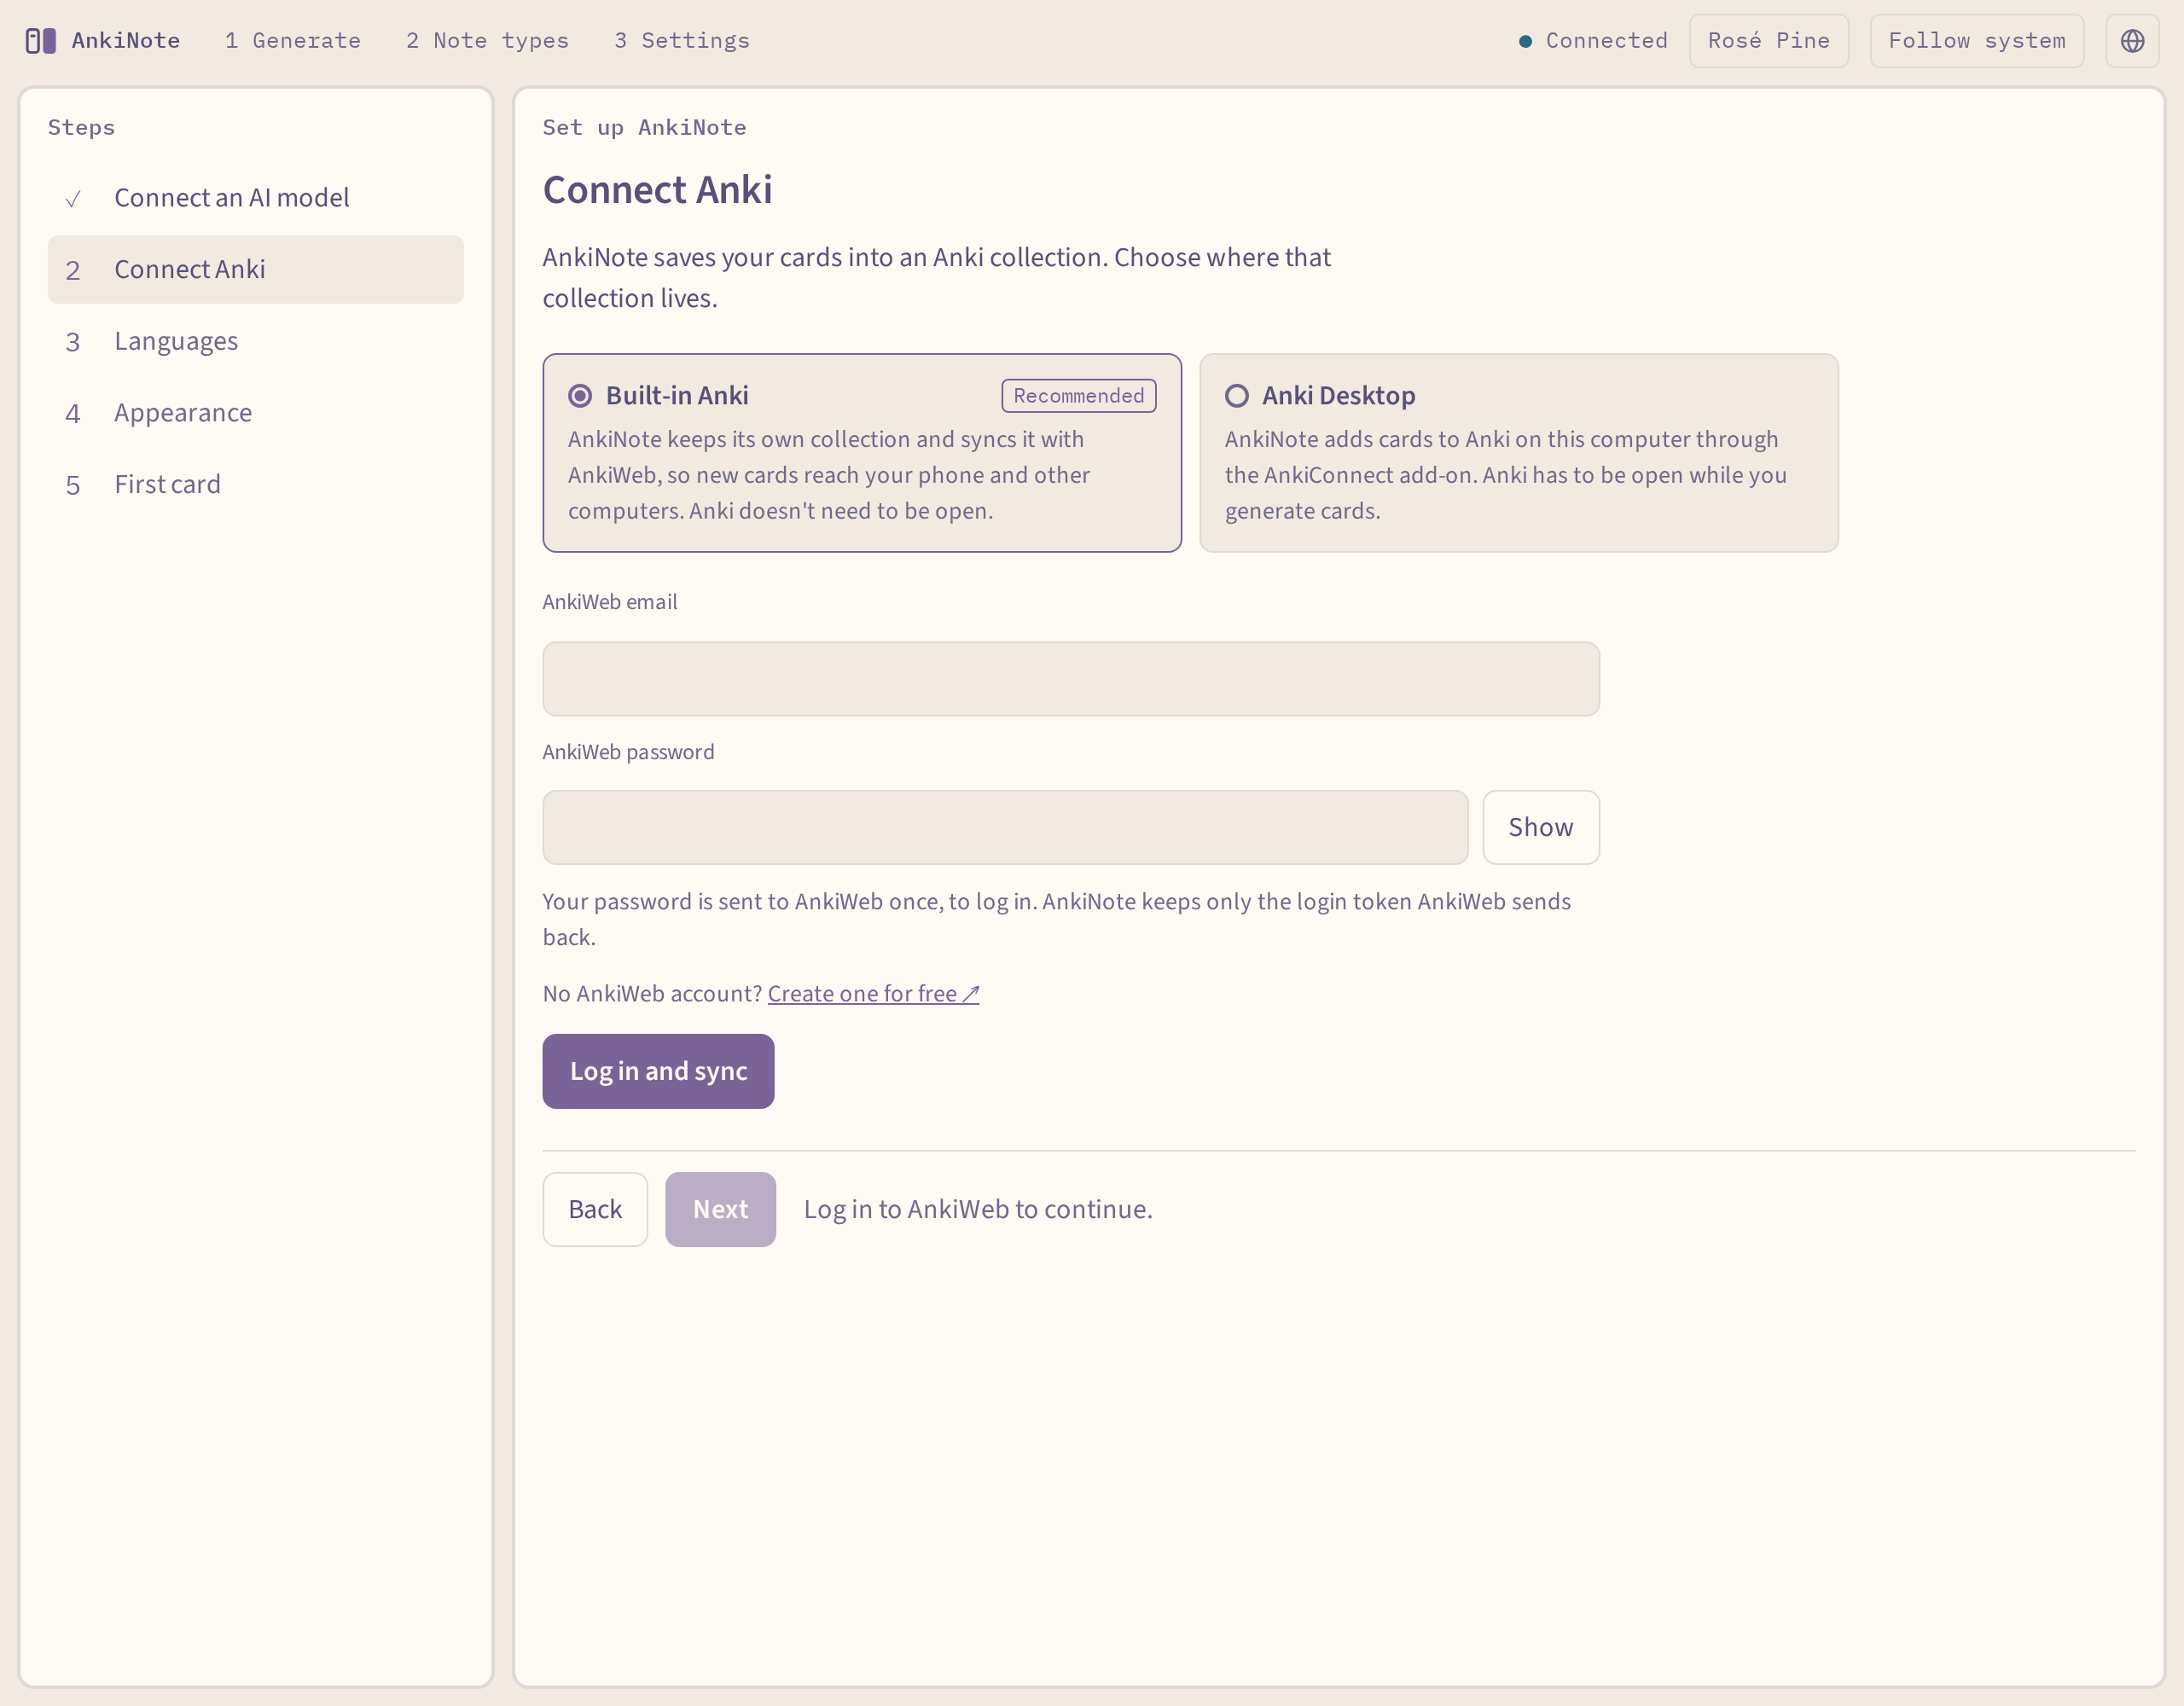 AnkiNote 1 Generate 2 Note types 3 Settings Connected Rosé Pine Follow system
Steps
✓ Connect an AI model
2 Connect Anki
3 Languages
4 Appearance
5 First card
Set up AnkiNote
Connect Anki
AnkiNote saves your cards into an Anki collection. Choose where that
collection lives.
Built-in Anki Recommended
AnkiNote keeps its own collection and syncs it with
AnkiWeb, so new cards reach your phone and other
computers. Anki doesn't need to be open.
Anki Desktop
AnkiNote adds cards to Anki on this computer through
the AnkiConnect add-on. Anki has to be open while you
generate cards.
AnkiWeb email
AnkiWeb password
Show
Your password is sent to AnkiWeb once, to log in. AnkiNote keeps only the login token AnkiWeb sends
back.
No AnkiWeb account? Create one for free ↗
Log in and sync
Back Next Log in to AnkiWeb to continue.